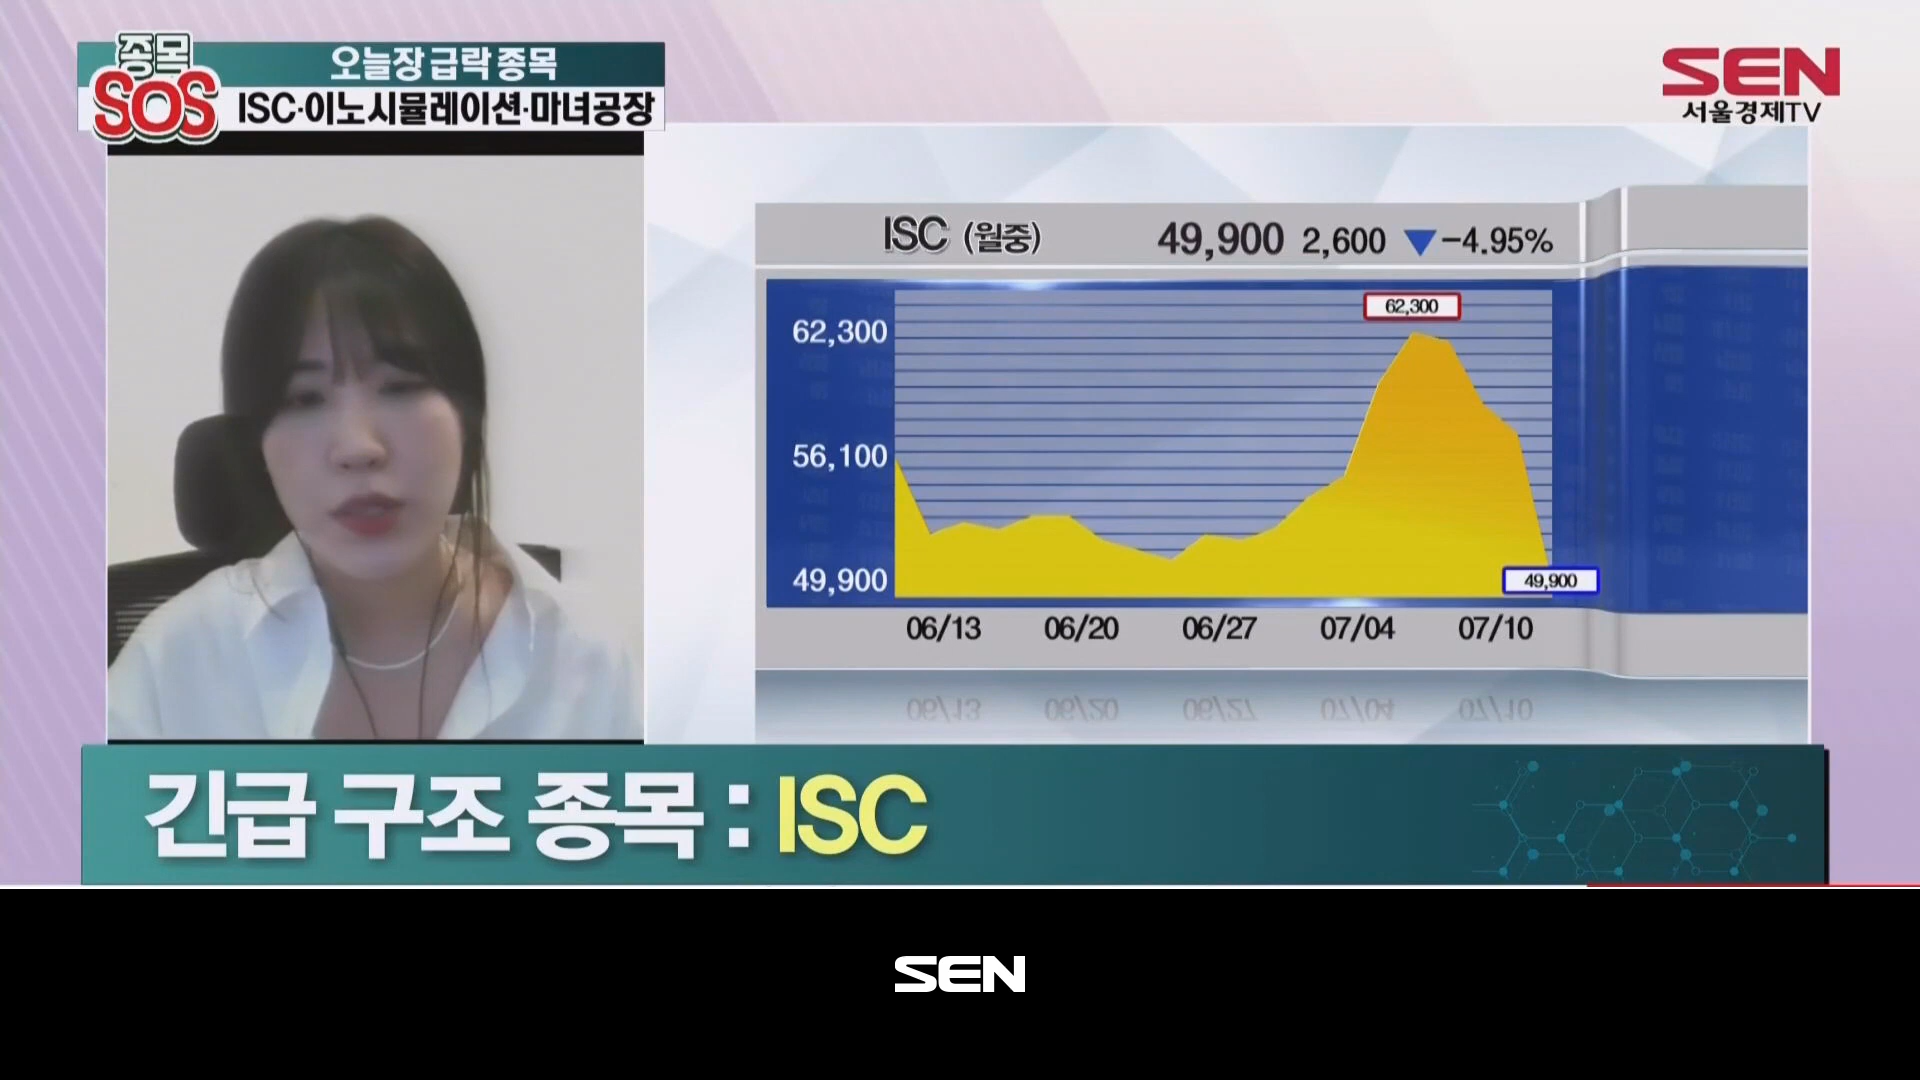 종목
SOS
오늘장 급락 종목
ISC·이노시뮬레이션·마녀공장
SEN
서울경제TV
ISC (월중) 49,900 2,600 ▼-4.95%
62,300
62,300
56,100
49,900
49,900
06/13 06/20 06/27 07/04 07/10
긴급 구조 종목 : ISC
SEN